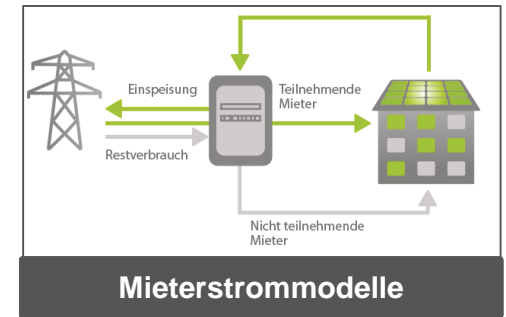 Einspeisung
Teilnehmende
Mieter
Restverbrauch
Nicht teilnehmende
Mieter
Mieterstrommodelle